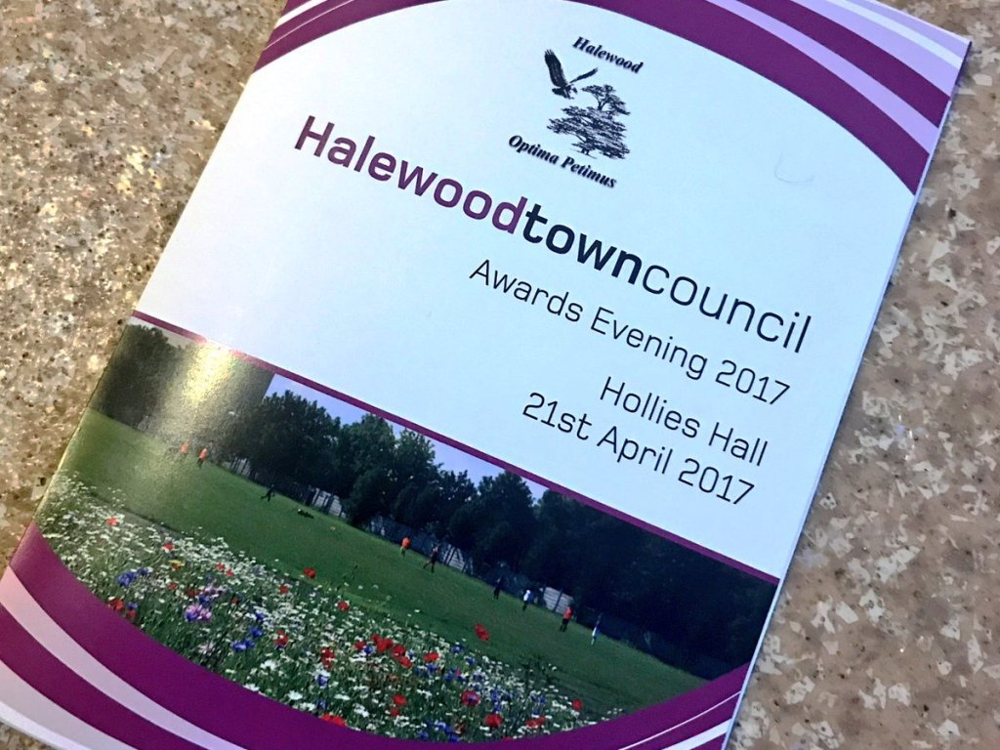 Halewood
Optima Petimus
Halewoodtowncouncil
Awards Evening 2017
Hollies Hall
21st April 2017